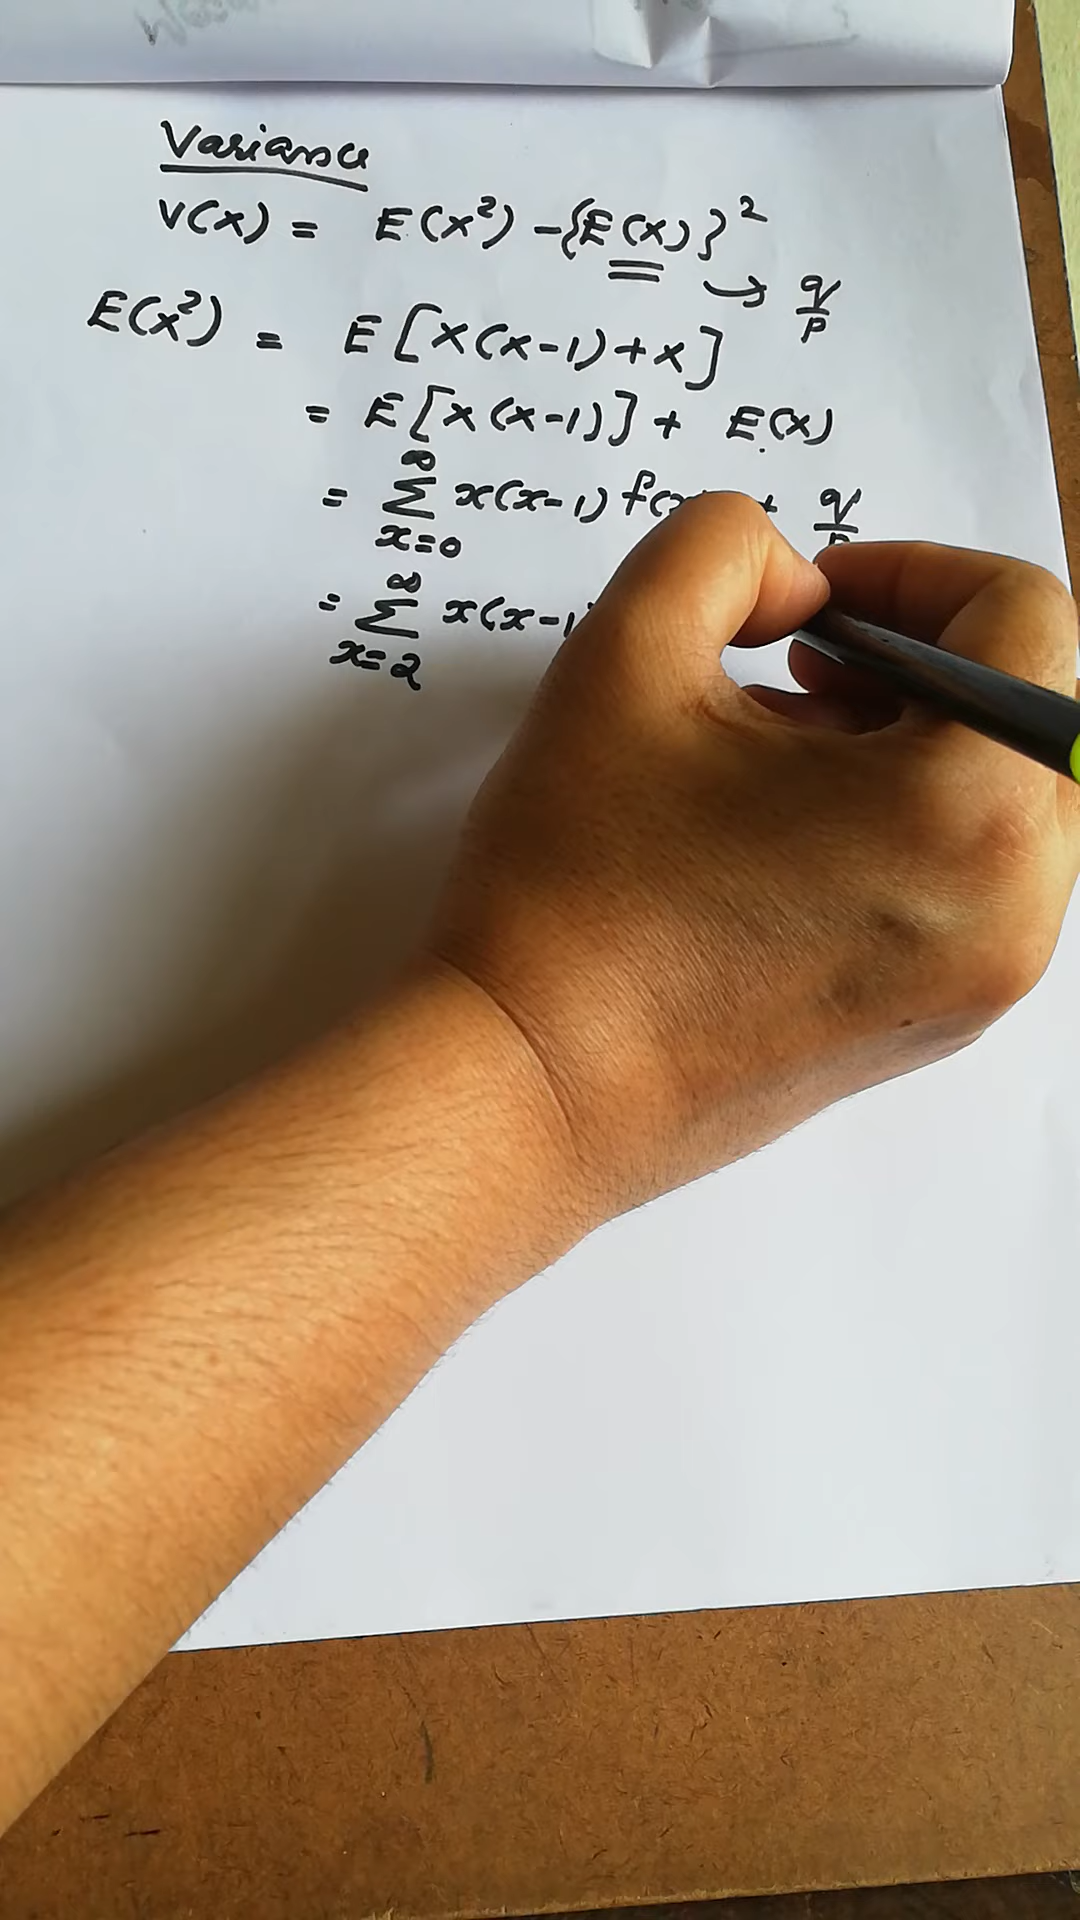 Variance
V(X) = E(X²) - {E(X)}²
→ q/p
E(X²) = E[X(X-1)+X]
= E[X(X-1)] + E(X)
= ∞ Σ x=0 x(x-1) f(x) + q/p
= ∞ Σ x=2 x(x-1)